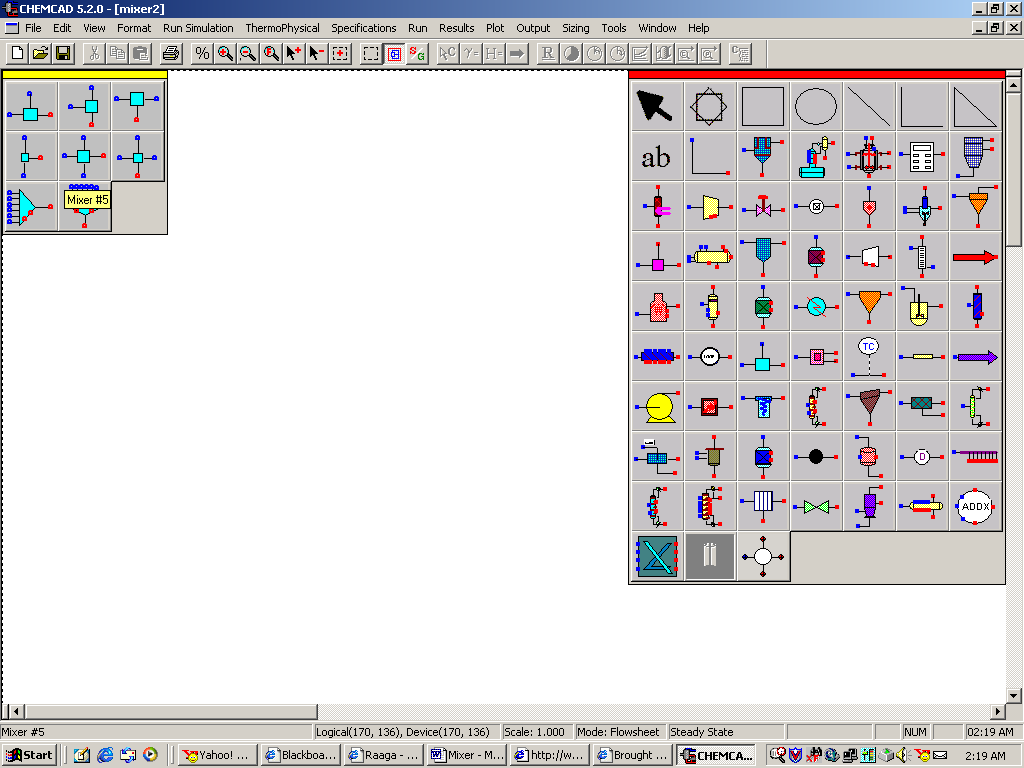 CHEMCAD 5.2.0 - [mixer2]
File Edit View Format Run Simulation ThermoPhysical Specifications Run Results Plot Output Sizing Tools Window Help
Mixer #5
ab
TC
D
ADDX
Mixer #5 Logical(170, 136), Device(170, 136) Scale: 1.000 Mode: Flowsheet Steady State NUM 02:19 AM
Start Yahoo! ... Blackboa... Raaga - ... Mixer - M... http://w... Brought ... CHEMCA... 2:19 AM